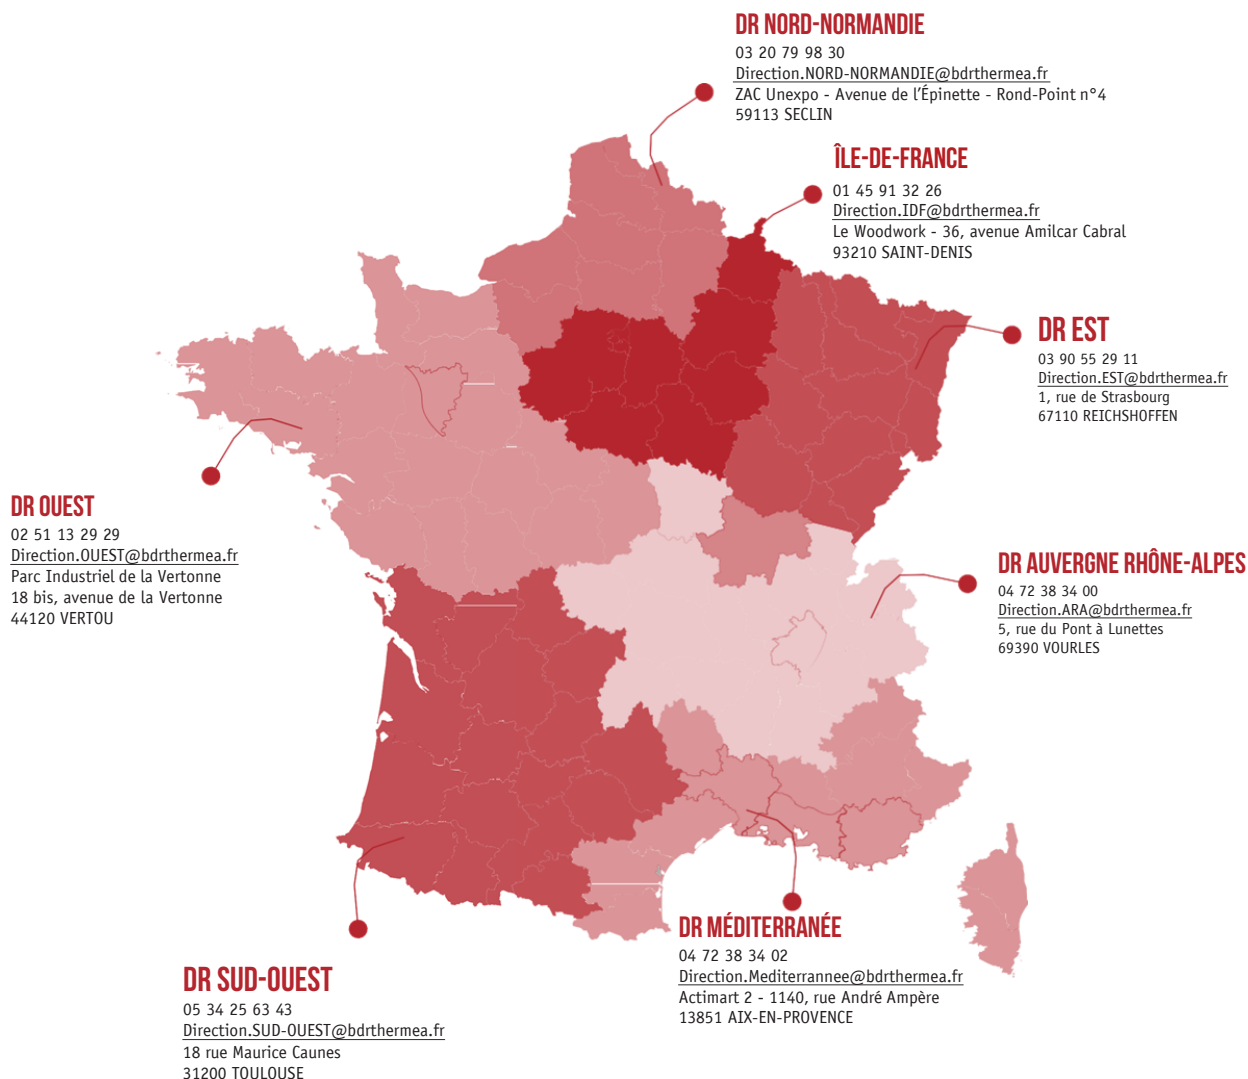 DR NORD-NORMANDIE
03 20 79 98 30
Direction.NORD-NORMANDIE@bdrthermea.fr
ZAC Unexpo - Avenue de l'Épinette - Rond-Point n°4
59113 SECLIN
ÎLE-DE-FRANCE
01 45 91 32 26
Direction.IDF@bdrthermea.fr
Le Woodwork - 36, avenue Amilcar Cabral
93210 SAINT-DENIS
DR EST
03 90 55 29 11
Direction.EST@bdrthermea.fr
1, rue de Strasbourg
67110 REICHSHOFFEN
DR OUEST
02 51 13 29 29
Direction.OUEST@bdrthermea.fr
Parc Industriel de la Vertonne
18 bis, avenue de la Vertonne
44120 VERTOU
DR AUVERGNE RHÔNE-ALPES
04 72 38 34 00
Direction.ARA@bdrthermea.fr
5, rue du Pont à Lunettes
69390 VOURLES
DR MÉDITERRANÉE
04 72 38 34 02
Direction.Mediterrannee@bdrthermea.fr
Actimart 2 - 1140, rue André Ampère
13851 AIX-EN-PROVENCE
DR SUD-OUEST
05 34 25 63 43
Direction.SUD-OUEST@bdrthermea.fr
18 rue Maurice Caunes
31200 TOULOUSE